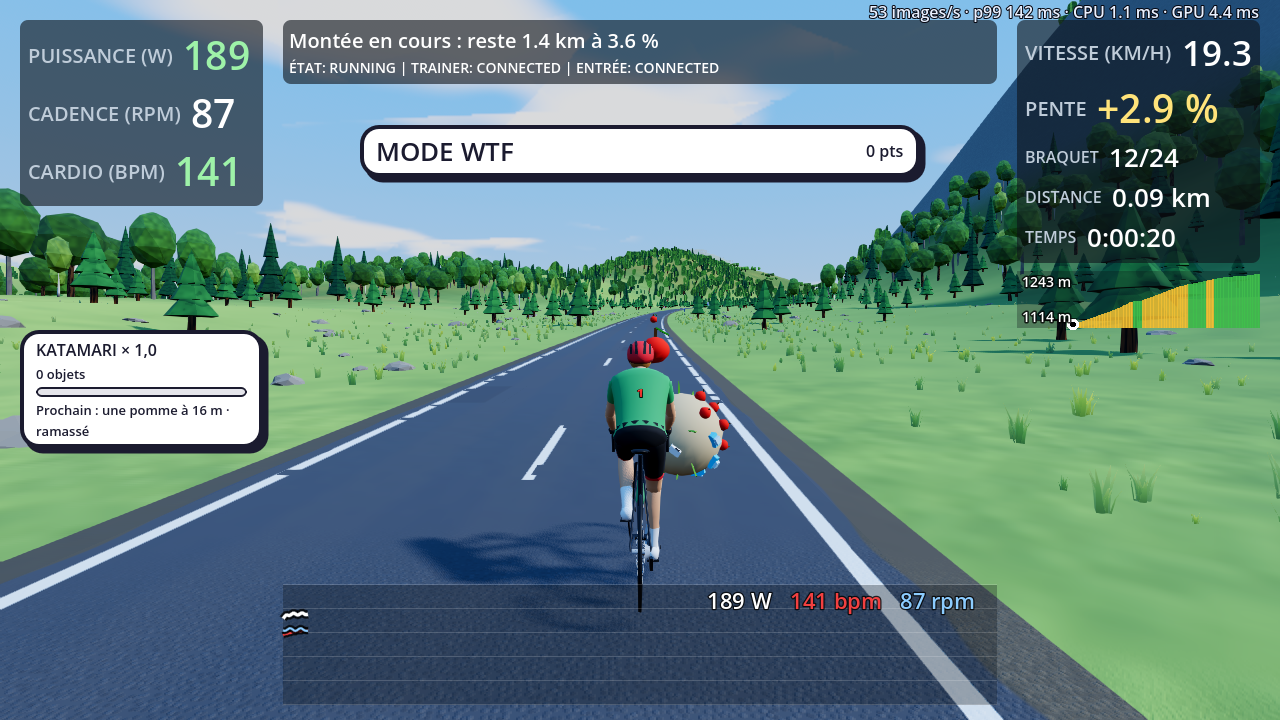 53 images/s · p99 142 ms · CPU 1.1 ms · GPU 4.4 ms
PUISSANCE (W) 189
CADENCE (RPM) 87
CARDIO (BPM) 141
Montée en cours : reste 1.4 km à 3.6 %
ÉTAT: RUNNING | TRAINER: CONNECTED | ENTRÉE: CONNECTED
MODE WTF 0 pts
VITESSE (KM/H) 19.3
PENTE +2.9 %
BRAQUET 12/24
DISTANCE 0.09 km
TEMPS 0:00:20
1243 m
1114 m
KATAMARI × 1,0
0 objets
Prochain : une pomme à 16 m ·
ramassé
1
189 W 141 bpm 87 rpm